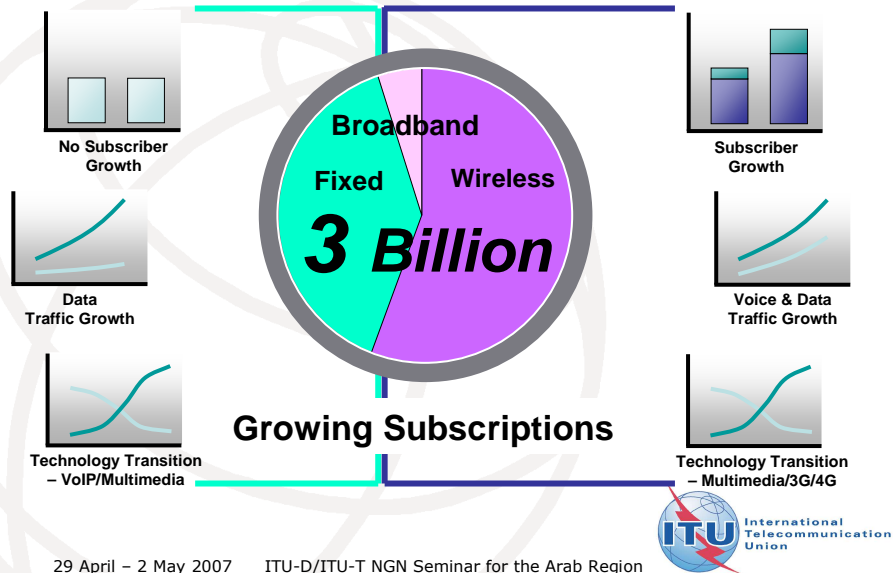 No Subscriber
Growth
Data
Traffic Growth
Technology Transition
– VoIP/Multimedia
Broadband
Fixed
Wireless
3 Billion
Growing Subscriptions
Subscriber
Growth
Voice & Data
Traffic Growth
Technology Transition
– Multimedia/3G/4G
ITU
International
Telecommunication
Union
29 April – 2 May 2007 ITU-D/ITU-T NGN Seminar for the Arab Region